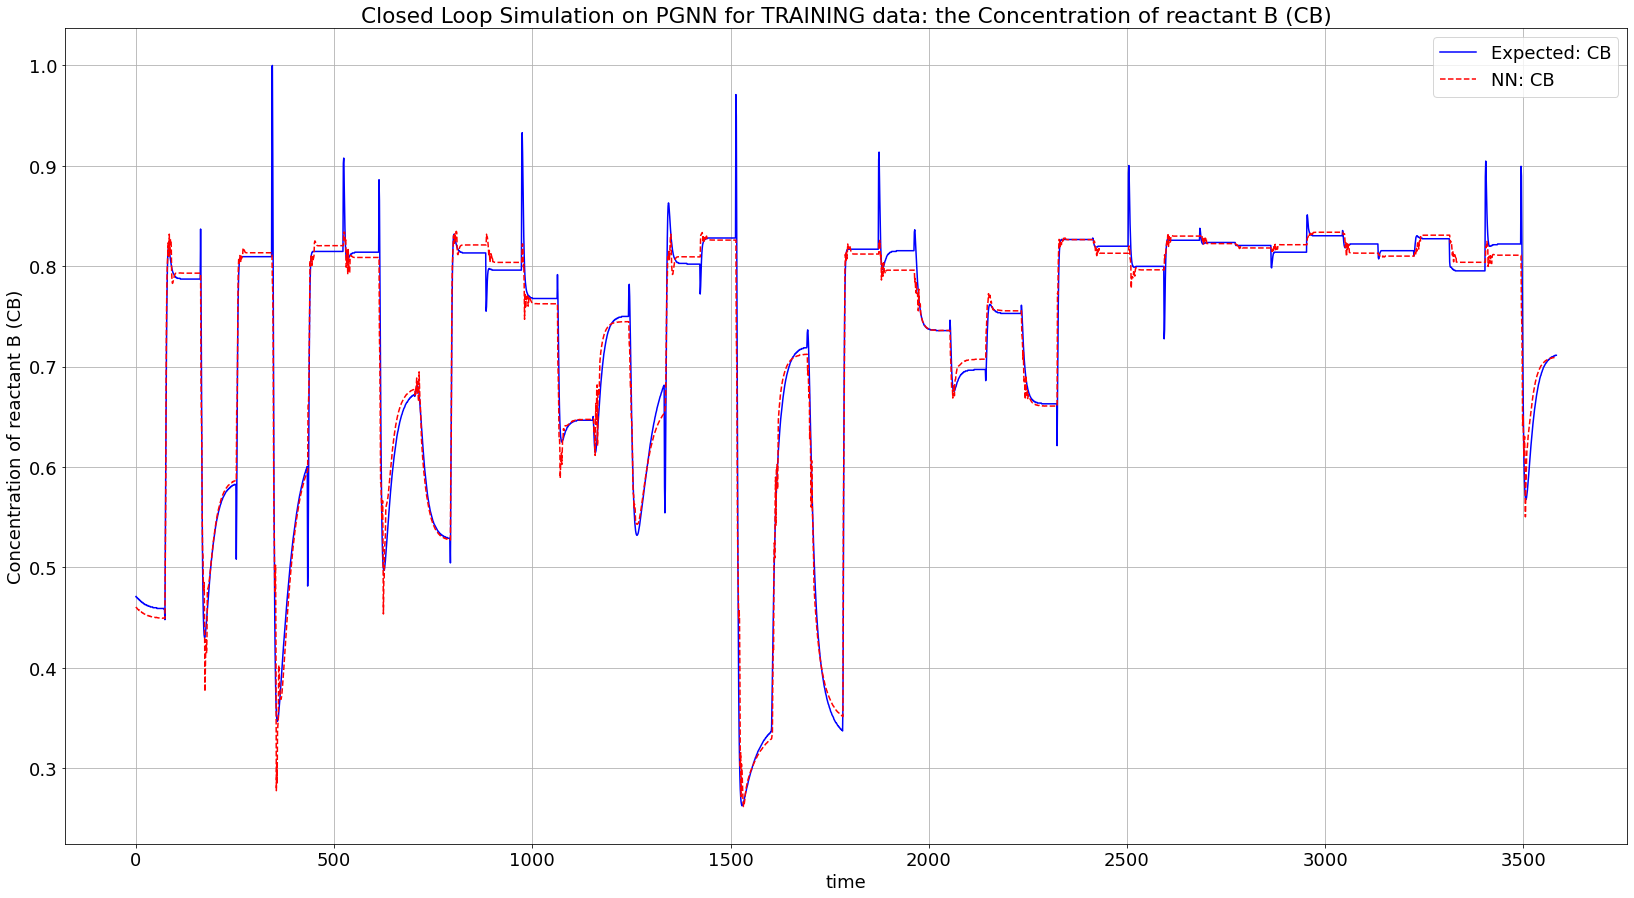 Closed Loop Simulation on PGNN for TRAINING data: the Concentration of reactant B (CB)
Expected: CB
NN: CB
Concentration of reactant B (CB)
1.0
0.9
0.8
0.7
0.6
0.5
0.4
0.3
0 500 1000 1500 2000 2500 3000 3500
time